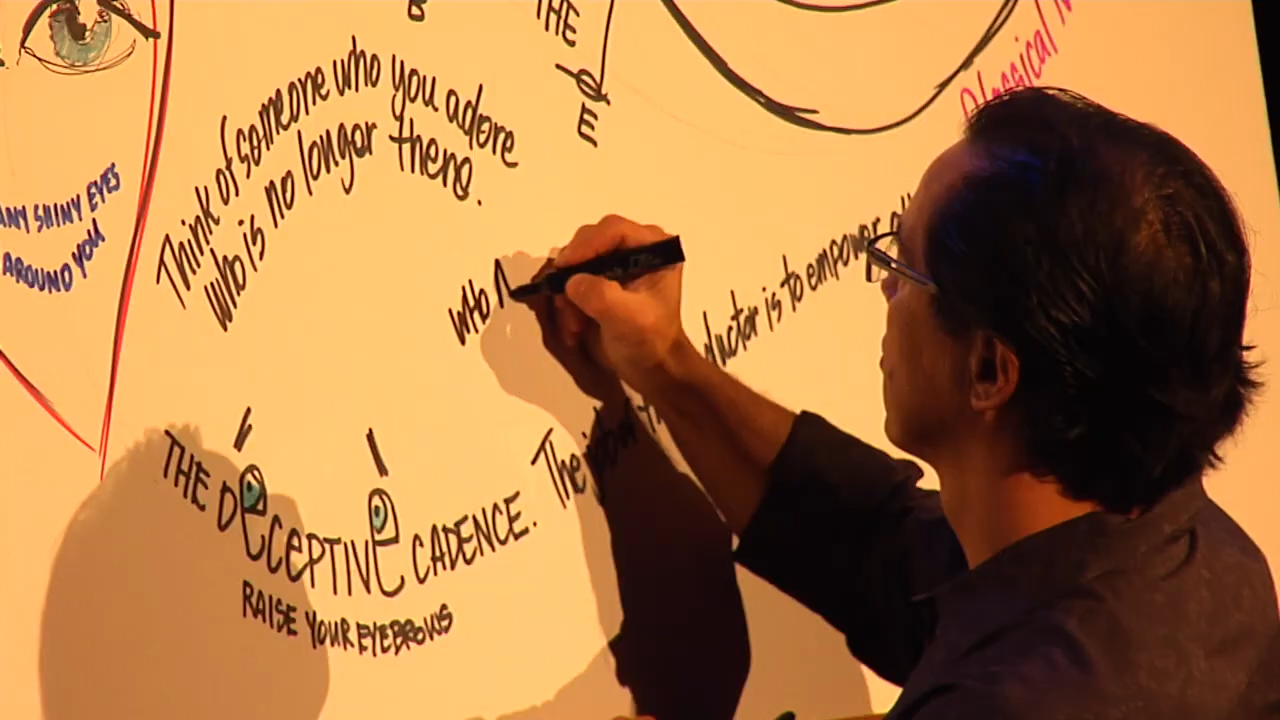 B
THE
E
Classical
Think of someone who you adore
who is no longer there.
ANY SHINY EYES
AROUND YOU
who
ductor is to empower
THE DeCePTIVe CADENCE.
RAISE YOUR EYEBROWS
The